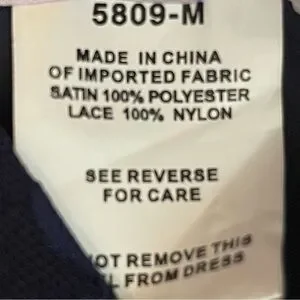 5809-M
MADE IN CHINA
OF IMPORTED FABRIC
SATIN 100% POLYESTER
LACE 100% NYLON
SEE REVERSE
FOR CARE
OT REMOVE THIS
L FROM DRESS